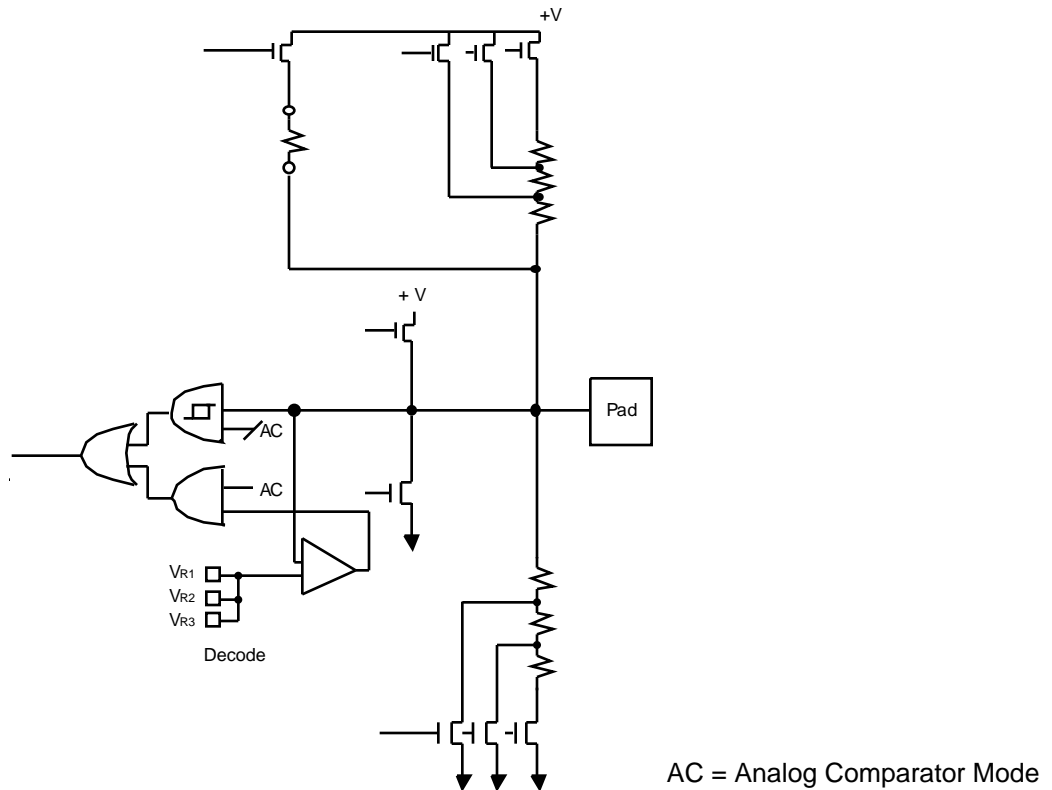 +V
+ V
Pad
AC
AC
VR1
VR2
VR3
Decode
AC = Analog Comparator Mode